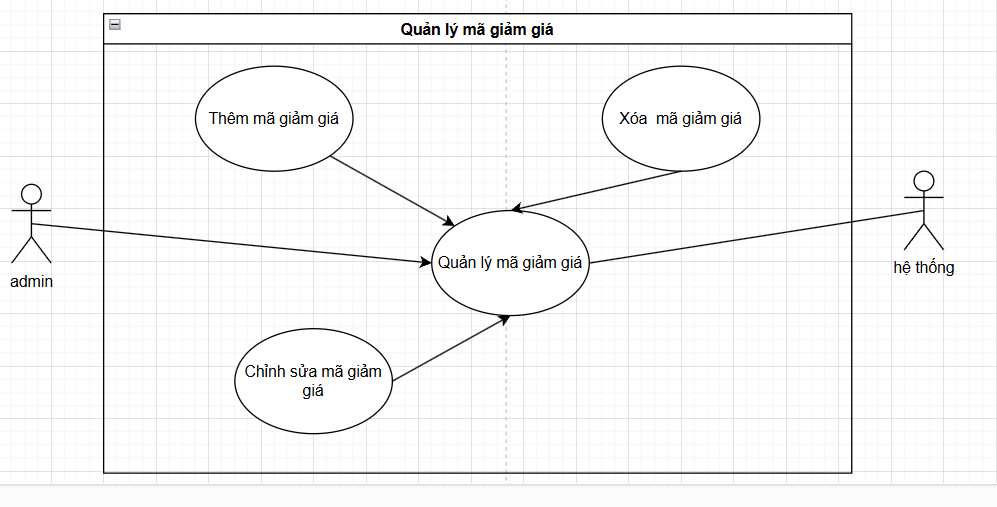 Quản lý mã giảm giá
Thêm mã giảm giá
Xóa mã giảm giá
Quản lý mã giảm giá
admin
hệ thống
Chỉnh sửa mã giảm
giá